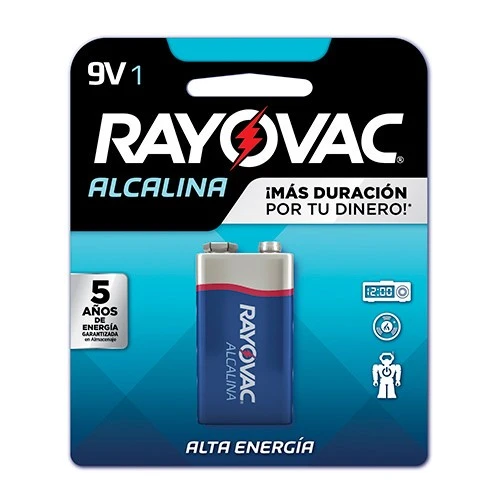 9V 1
RAYOVAC®
ALCALINA
¡MÁS DURACIÓN
POR TU DINERO!*
5
AÑOS
DE ENERGÍA
GARANTIZADA
en Almacenaje
12:00
RAYOVAC
ALCALINA
ALTA ENERGÍA